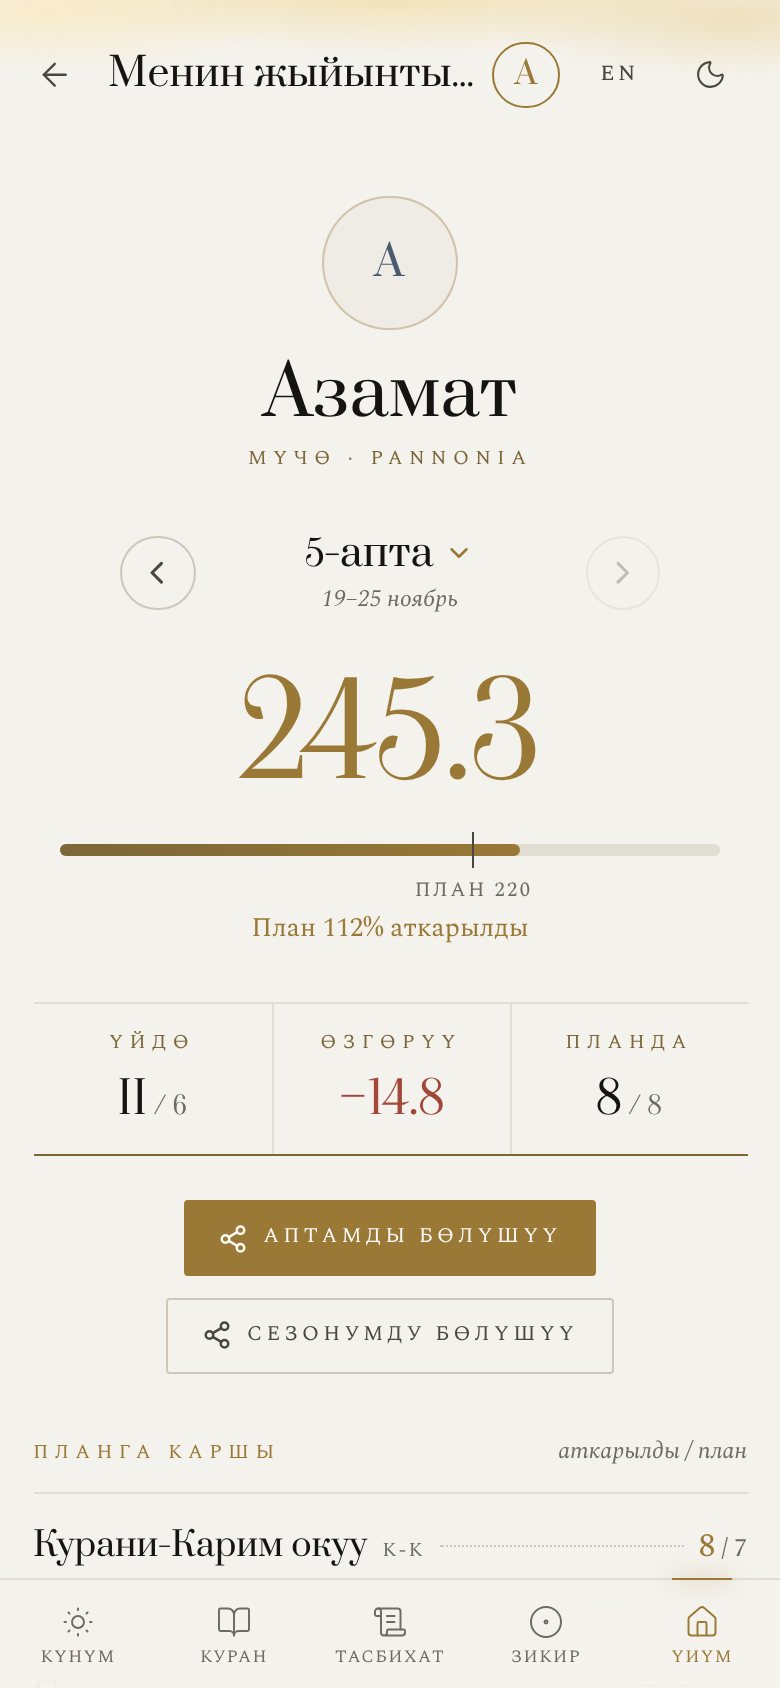 Менин жыйынты... A EN
A
Азамат
МҮЧӨ · PANNONIA
5-апта
19–25 ноябрь
245.3
ПЛАН 220
План 112% аткарылды
ҮЙДӨ ӨЗГӨРҮҮ ПЛАНДА
II / 6 −14.8 8 / 8
АПТАМДЫ БӨЛҮШҮҮ
СЕЗОНУМДУ БӨЛҮШҮҮ
ПЛАНГА КАРШЫ аткарылды / план
Курани-Карим окуу К-К 8 / 7
КҮНҮМ КУРАН ТАСБИХАТ ЗИКИР ҮИҮМ